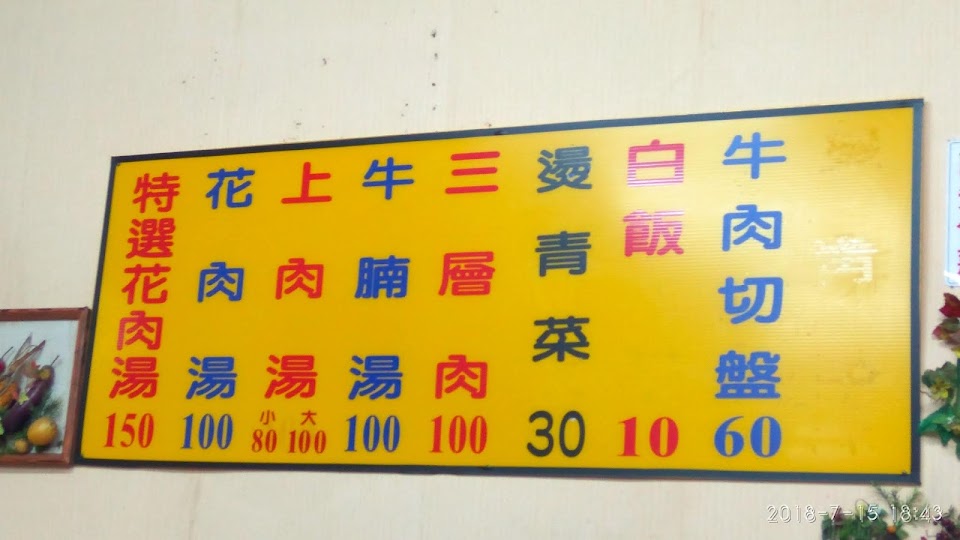 特選花肉湯 150
花肉湯 100
上肉湯 小80 大100
牛腩湯 100
三層肉 100
燙青菜 30
白飯 10
牛肉切盤 60
2018-7-15 18:43